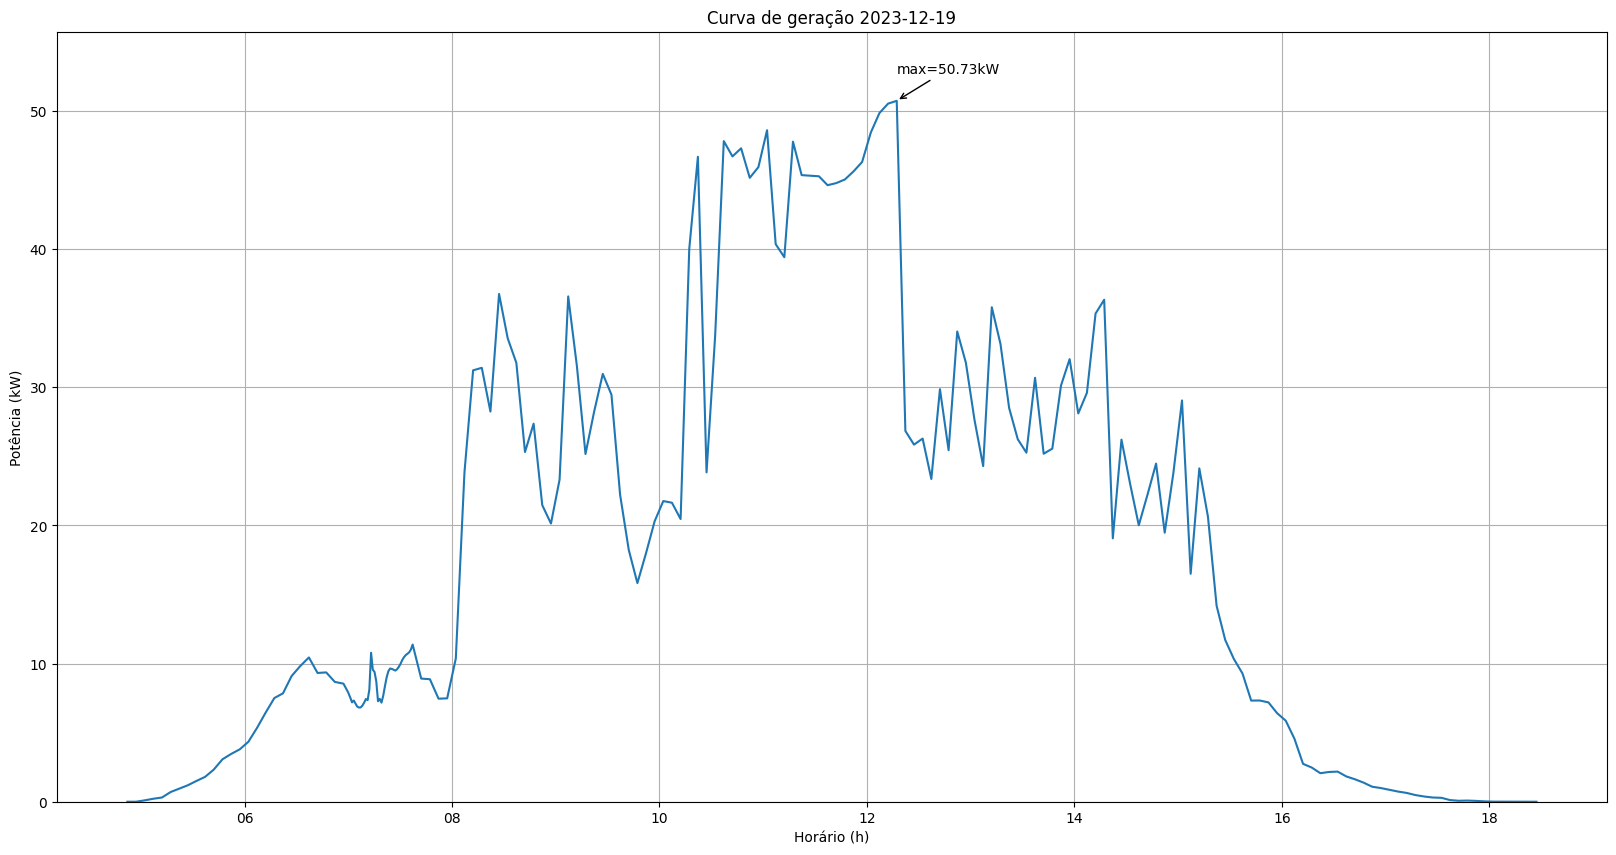 Curva de geração 2023-12-19
max=50.73kW
50
40
30
20
10
0
Potência (kW)
06 08 10 12 14 16 18
Horário (h)